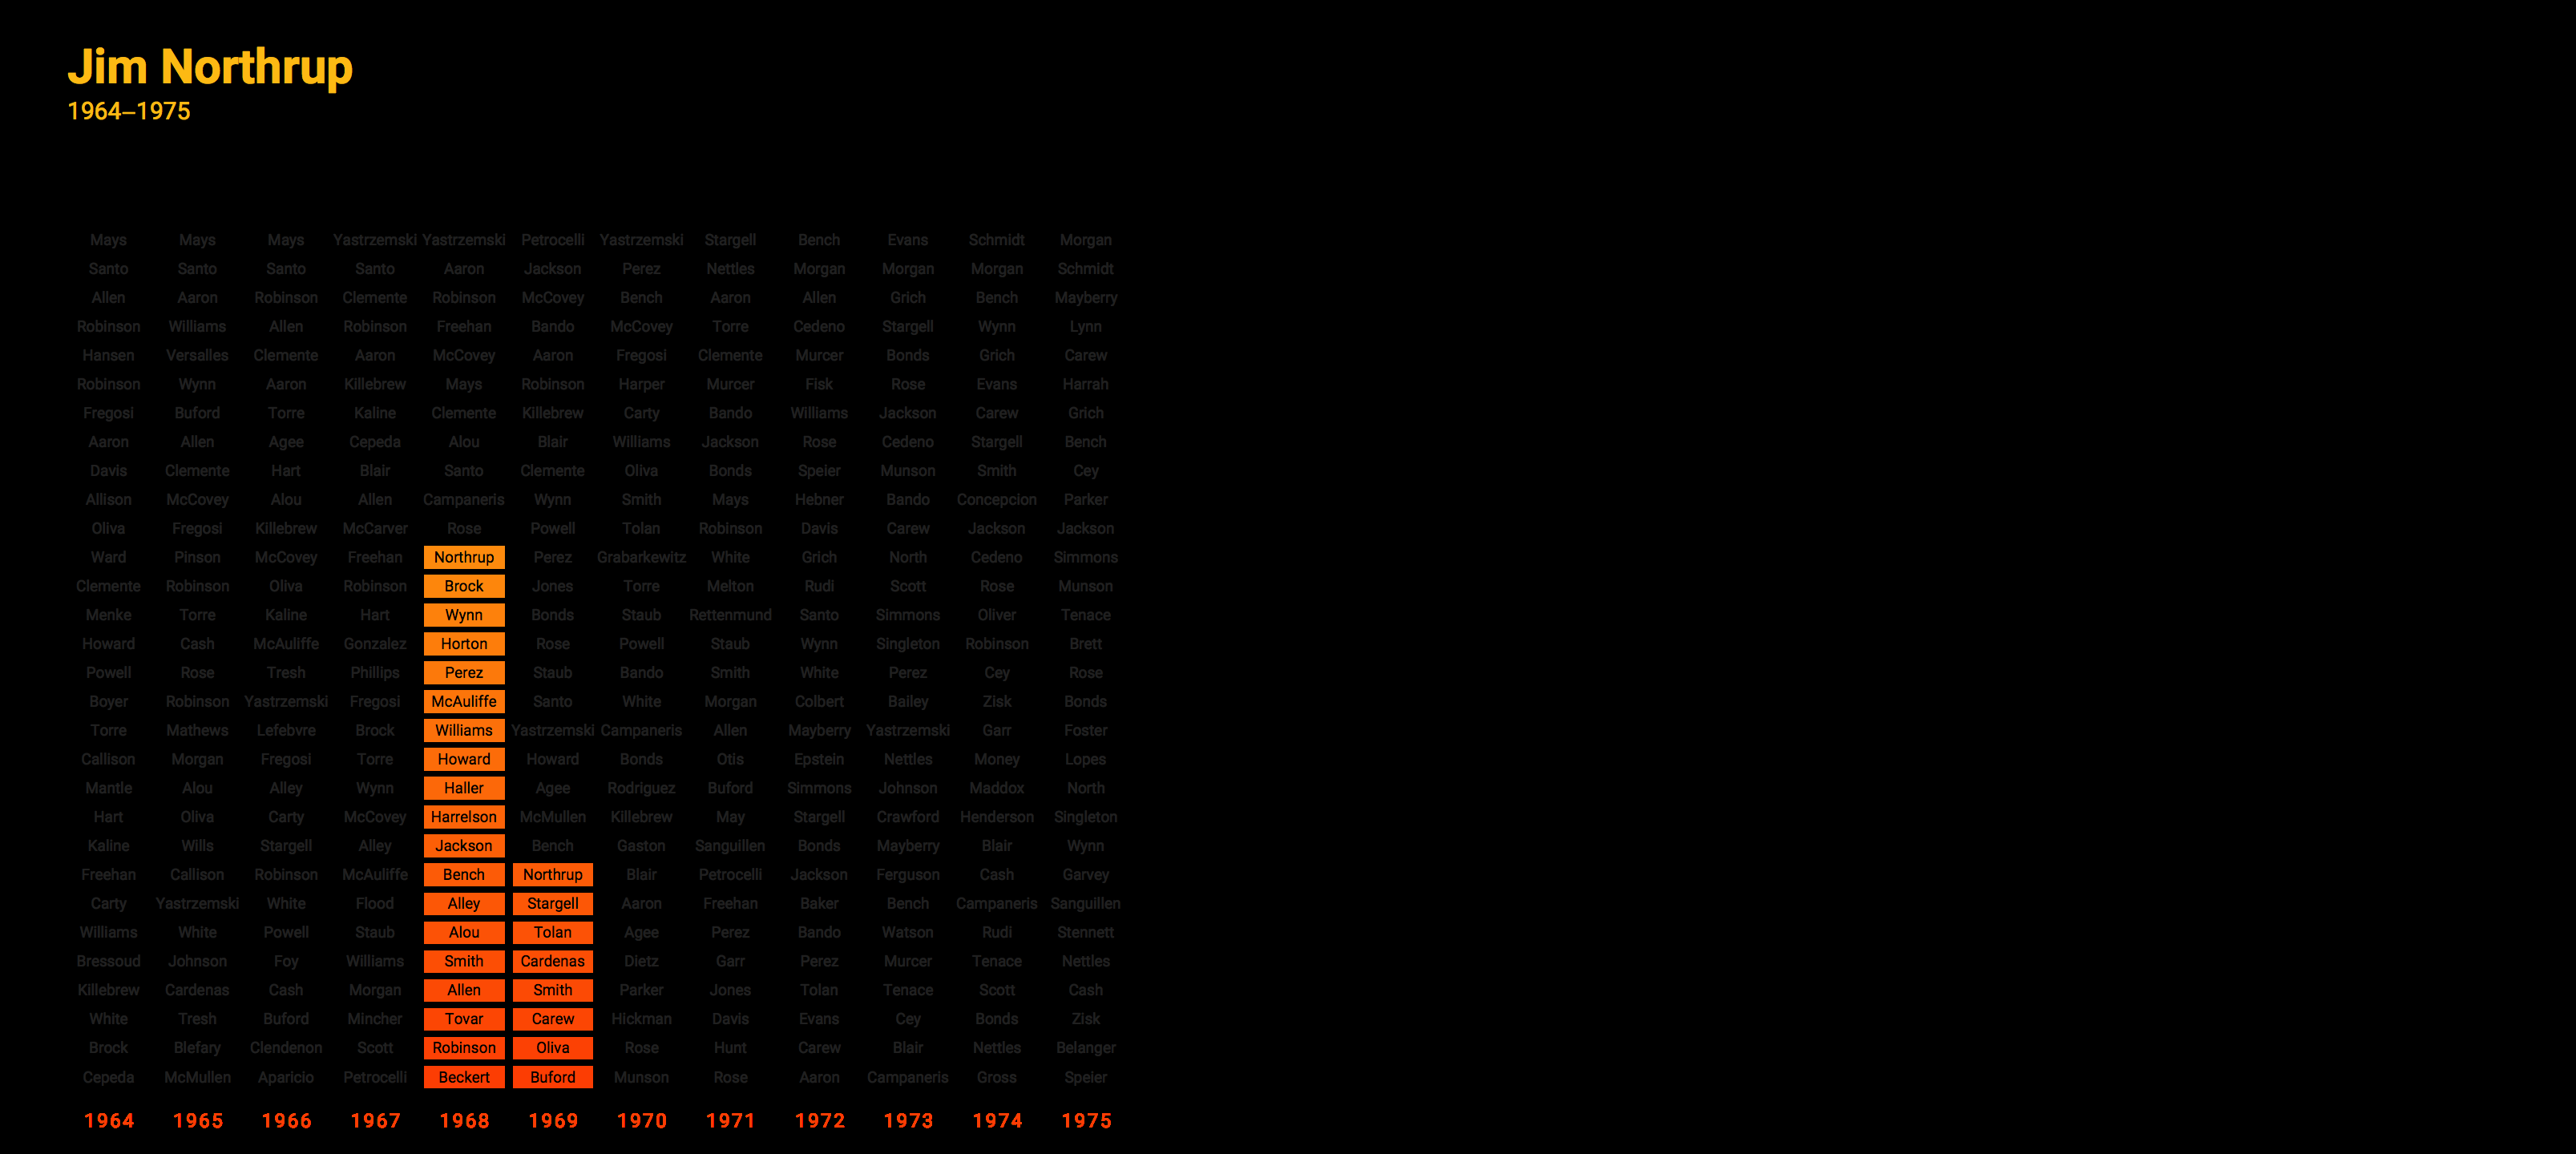 Jim Northrup
1964–1975
Mays Mays Mays Yastrzemski Yastrzemski Petrocelli Yastrzemski Stargell Bench Evans Schmidt Morgan
Santo Santo Santo Santo Aaron Jackson Perez Nettles Morgan Morgan Morgan Schmidt
Allen Aaron Robinson Clemente Robinson McCovey Bench Aaron Allen Grich Bench Mayberry
Robinson Williams Allen Robinson Freehan Bando McCovey Torre Cedeno Stargell Wynn Lynn
Hansen Versalles Clemente Aaron McCovey Aaron Fregosi Clemente Murcer Bonds Grich Carew
Robinson Wynn Aaron Killebrew Mays Robinson Harper Murcer Fisk Rose Evans Harrah
Fregosi Buford Torre Kaline Clemente Killebrew Carty Bando Williams Jackson Carew Grich
Aaron Allen Agee Cepeda Alou Blair Williams Jackson Rose Cedeno Stargell Bench
Davis Clemente Hart Blair Santo Clemente Oliva Bonds Speier Munson Smith Cey
Allison McCovey Alou Allen Campaneris Wynn Smith Mays Hebner Bando Concepcion Parker
Oliva Fregosi Killebrew McCarver Rose Powell Tolan Robinson Davis Carew Jackson Jackson
Ward Pinson McCovey Freehan Northrup Perez Grabarkewitz White Grich North Cedeno Simmons
Clemente Robinson Oliva Robinson Brock Jones Torre Melton Rudi Scott Rose Munson
Menke Torre Kaline Hart Wynn Bonds Staub Rettenmund Santo Simmons Oliver Tenace
Howard Cash McAuliffe Gonzalez Horton Rose Powell Staub Wynn Singleton Robinson Brett
Powell Rose Tresh Phillips Perez Staub Bando Smith White Perez Cey Rose
Boyer Robinson Yastrzemski Fregosi McAuliffe Santo White Morgan Colbert Bailey Zisk Bonds
Torre Mathews Lefebvre Brock Williams Yastrzemski Campaneris Allen Mayberry Yastrzemski Garr Foster
Callison Morgan Fregosi Torre Howard Howard Bonds Otis Epstein Nettles Money Lopes
Mantle Alou Alley Wynn Haller Agee Rodriguez Buford Simmons Johnson Maddox North
Hart Oliva Carty McCovey Harrelson McMullen Killebrew May Stargell Crawford Henderson Singleton
Kaline Wills Stargell Alley Jackson Bench Gaston Sanguillen Bonds Mayberry Blair Wynn
Freehan Callison Robinson McAuliffe Bench Northrup Blair Petrocelli Jackson Ferguson Cash Garvey
Carty Yastrzemski White Flood Alley Stargell Aaron Freehan Baker Bench Campaneris Sanguillen
Williams White Powell Staub Alou Tolan Agee Perez Bando Watson Rudi Stennett
Bressoud Johnson Foy Williams Smith Cardenas Dietz Garr Perez Murcer Tenace Nettles
Killebrew Cardenas Cash Morgan Allen Smith Parker Jones Tolan Tenace Scott Cash
White Tresh Buford Mincher Tovar Carew Hickman Davis Evans Cey Bonds Zisk
Brock Blefary Clendenon Scott Robinson Oliva Rose Hunt Carew Blair Nettles Belanger
Cepeda McMullen Aparicio Petrocelli Beckert Buford Munson Rose Aaron Campaneris Gross Speier
1964 1965 1966 1967 1968 1969 1970 1971 1972 1973 1974 1975